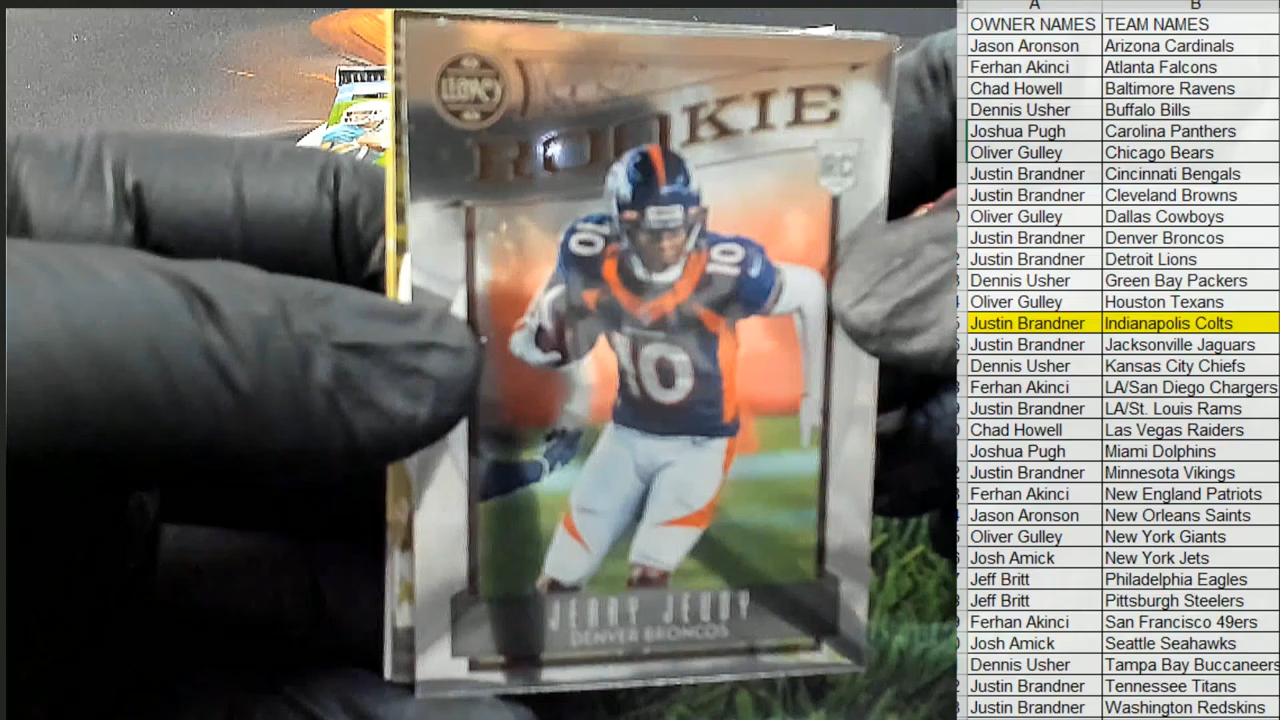 LEGACY
ROOKIE
RC
10
10
10
JERRY JEUDY
DENVER BRONCOS
A B
OWNER NAMES TEAM NAMES
Jason Aronson Arizona Cardinals
Ferhan Akinci Atlanta Falcons
Chad Howell Baltimore Ravens
Dennis Usher Buffalo Bills
Joshua Pugh Carolina Panthers
Oliver Gulley Chicago Bears
Justin Brandner Cincinnati Bengals
Justin Brandner Cleveland Browns
Oliver Gulley Dallas Cowboys
Justin Brandner Denver Broncos
Justin Brandner Detroit Lions
Dennis Usher Green Bay Packers
Oliver Gulley Houston Texans
Justin Brandner Indianapolis Colts
Justin Brandner Jacksonville Jaguars
Dennis Usher Kansas City Chiefs
Ferhan Akinci LA/San Diego Chargers
Justin Brandner LA/St. Louis Rams
Chad Howell Las Vegas Raiders
Joshua Pugh Miami Dolphins
Justin Brandner Minnesota Vikings
Ferhan Akinci New England Patriots
Jason Aronson New Orleans Saints
Oliver Gulley New York Giants
Josh Amick New York Jets
Jeff Britt Philadelphia Eagles
Jeff Britt Pittsburgh Steelers
Ferhan Akinci San Francisco 49ers
Josh Amick Seattle Seahawks
Dennis Usher Tampa Bay Buccaneers
Justin Brandner Tennessee Titans
Justin Brandner Washington Redskins